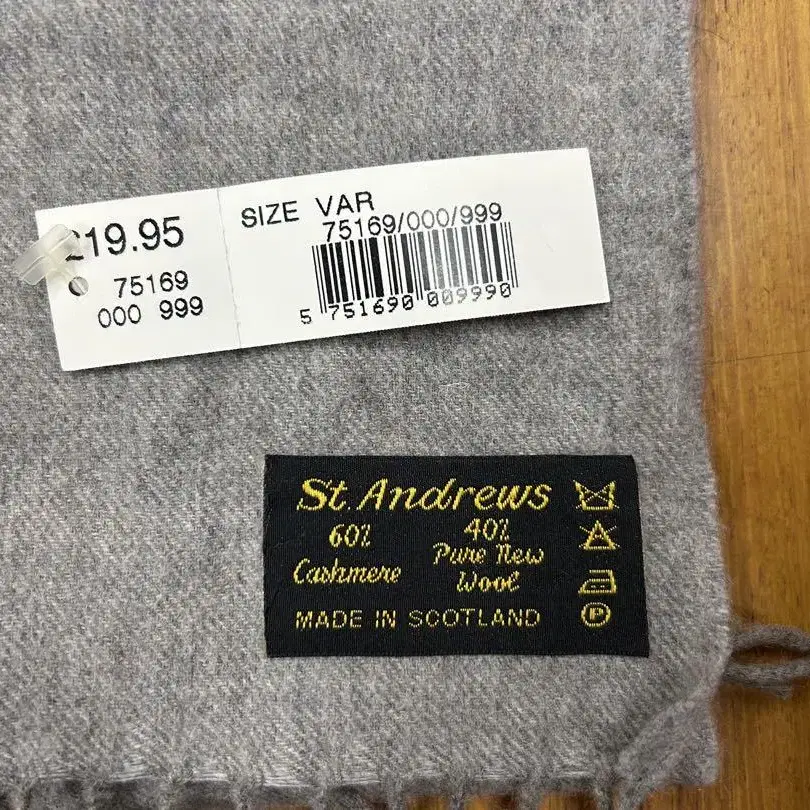 £19.95
75169
000 999
SIZE VAR
75169/000/999
5 751690 009990
St. Andrews
60% 40%
Cashmere Pure New Wool
MADE IN SCOTLAND
P